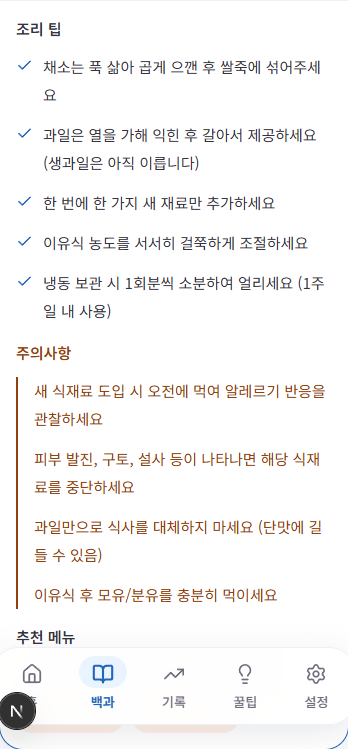 조리 팁
채소는 푹 삶아 곱게 으깬 후 쌀죽에 섞어주세
요
과일은 열을 가해 익힌 후 갈아서 제공하세요
(생과일은 아직 이릅니다)
한 번에 한 가지 새 재료만 추가하세요
이유식 농도를 서서히 걸쭉하게 조절하세요
냉동 보관 시 1회분씩 소분하여 얼리세요 (1주
일 내 사용)
주의사항
새 식재료 도입 시 오전에 먹여 알레르기 반응을
관찰하세요
피부 발진, 구토, 설사 등이 나타나면 해당 식재
료를 중단하세요
과일만으로 식사를 대체하지 마세요 (단맛에 길
들 수 있음)
이유식 후 모유/분유를 충분히 먹이세요
추천 메뉴
백과 기록 꿀팁 설정
N